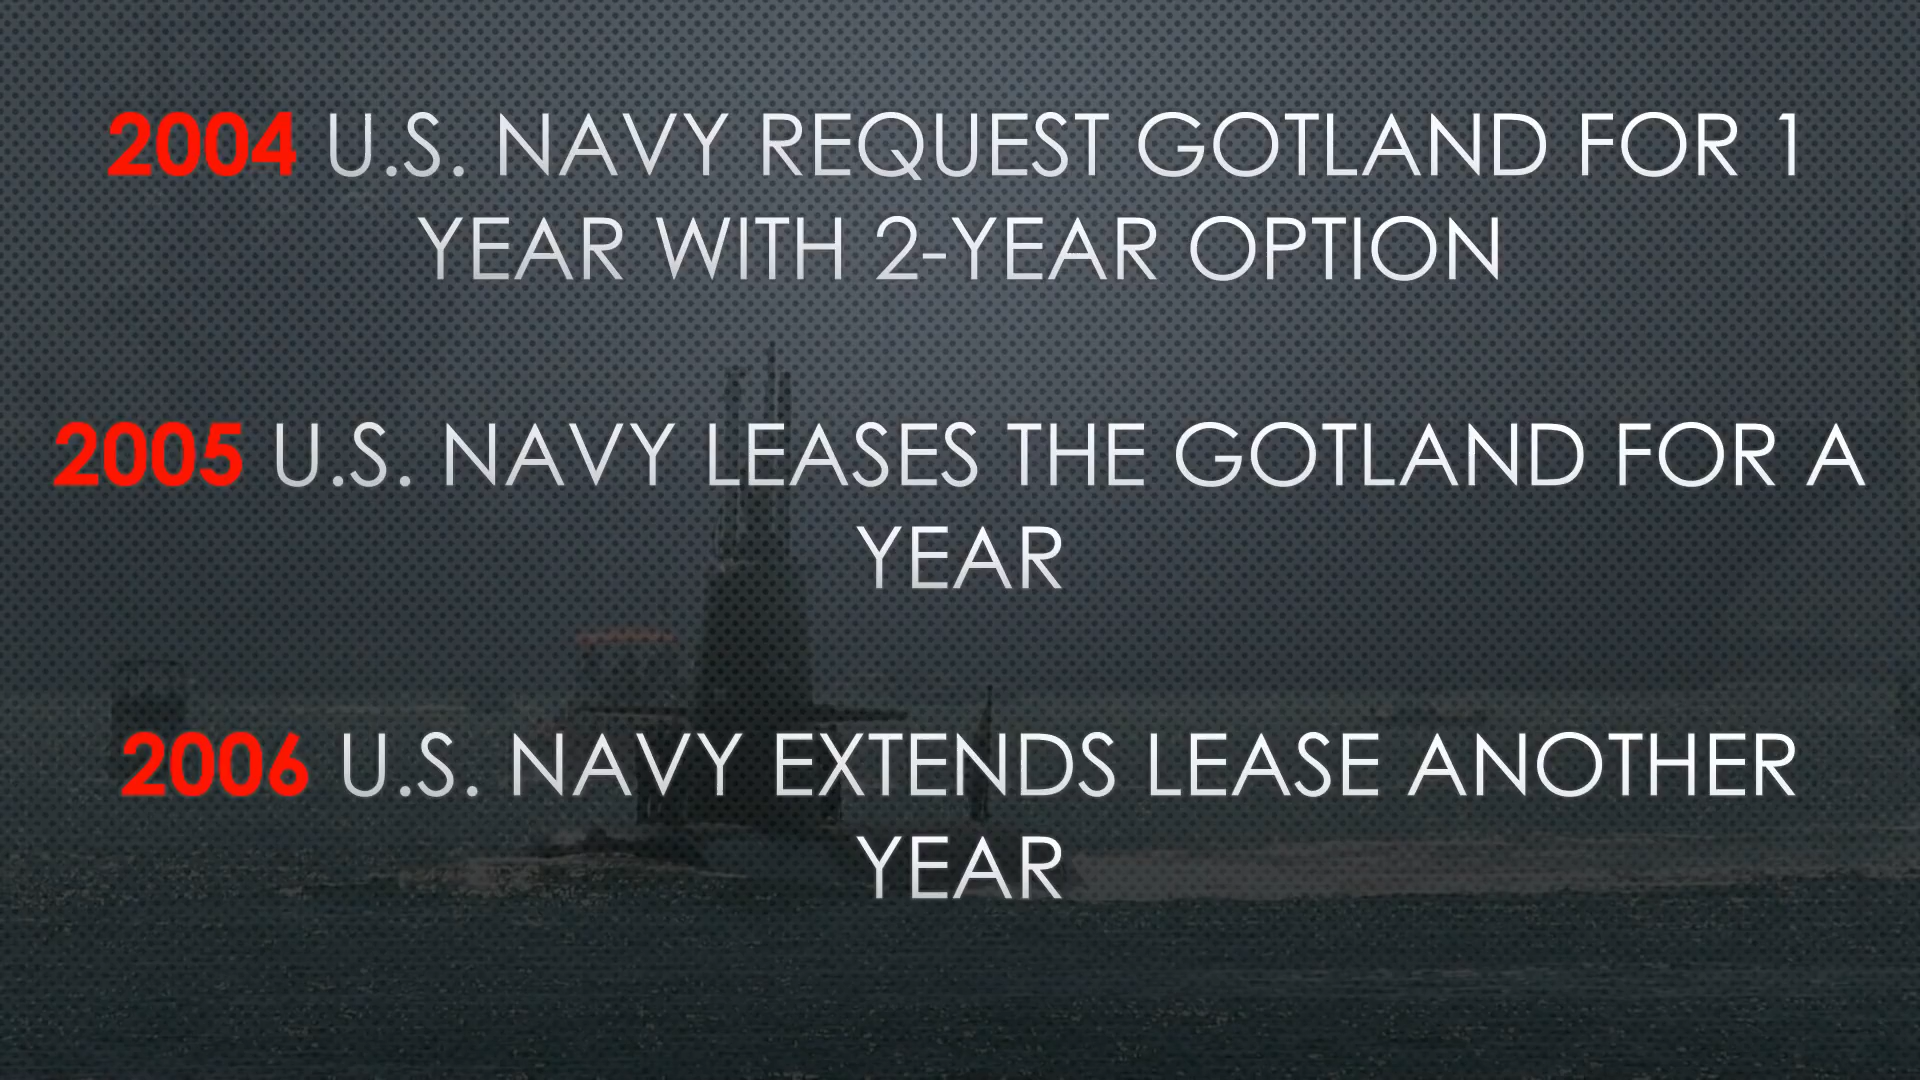 2004 U.S. NAVY REQUEST GOTLAND FOR 1
YEAR WITH 2-YEAR OPTION
2005 U.S. NAVY LEASES THE GOTLAND FOR A
YEAR
2006 U.S. NAVY EXTENDS LEASE ANOTHER
YEAR